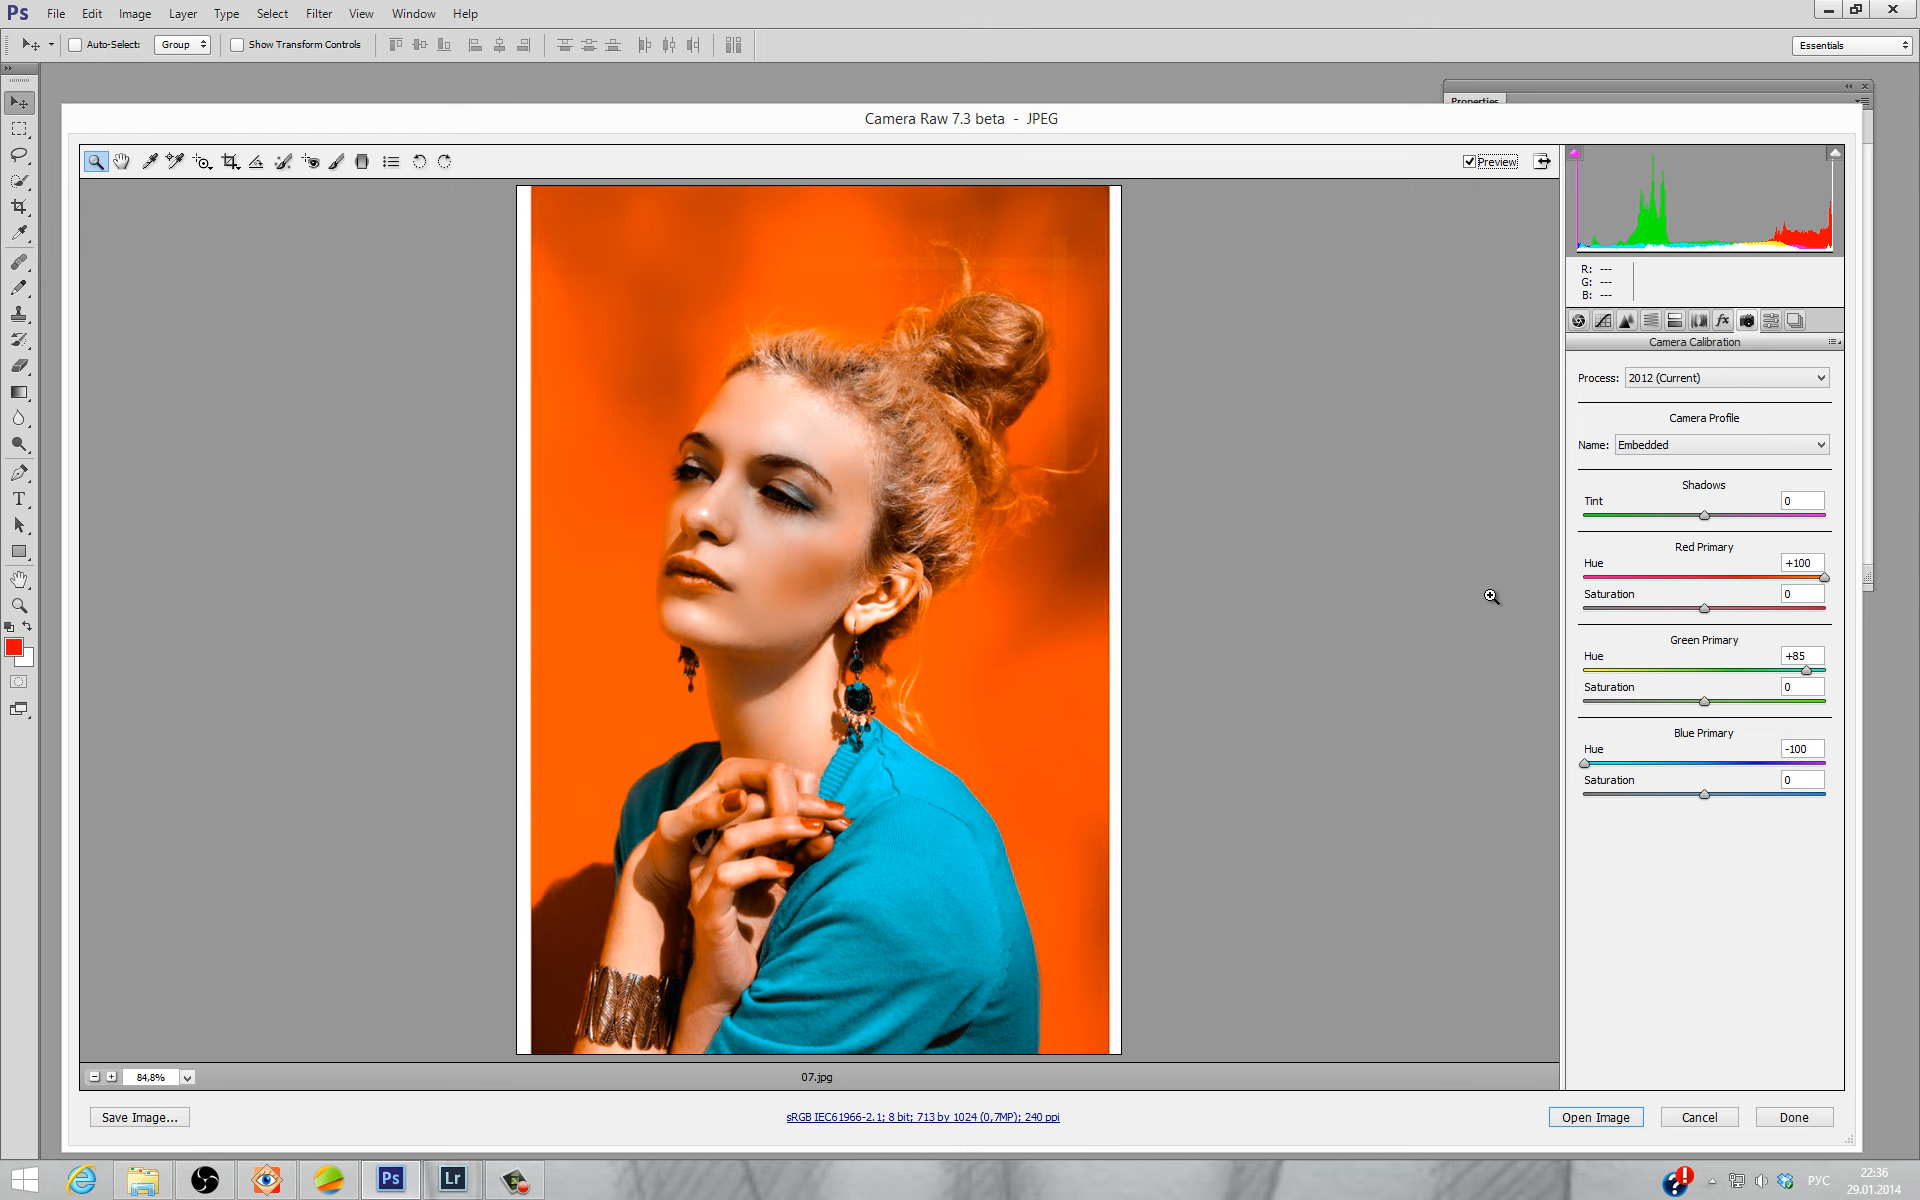 Ps File Edit Image Layer Type Select Filter View Window Help
Auto-Select: Group Show Transform Controls Essentials
Properties
Camera Raw 7.3 beta - JPEG
Preview
R: ---
G: ---
B: ---
fx
Camera Calibration
Process: 2012 (Current)
Camera Profile
Name: Embedded
Shadows
Tint 0
Red Primary
Hue +100
Saturation 0
Green Primary
Hue +85
Saturation 0
Blue Primary
Hue -100
Saturation 0
T
84,8% 07.jpg
Save Image... sRGB IEC61966-2.1; 8 bit; 713 by 1024 (0,7MP); 240 ppi Open Image Cancel Done
Ps Lr РУС 22:36
29.01.2014